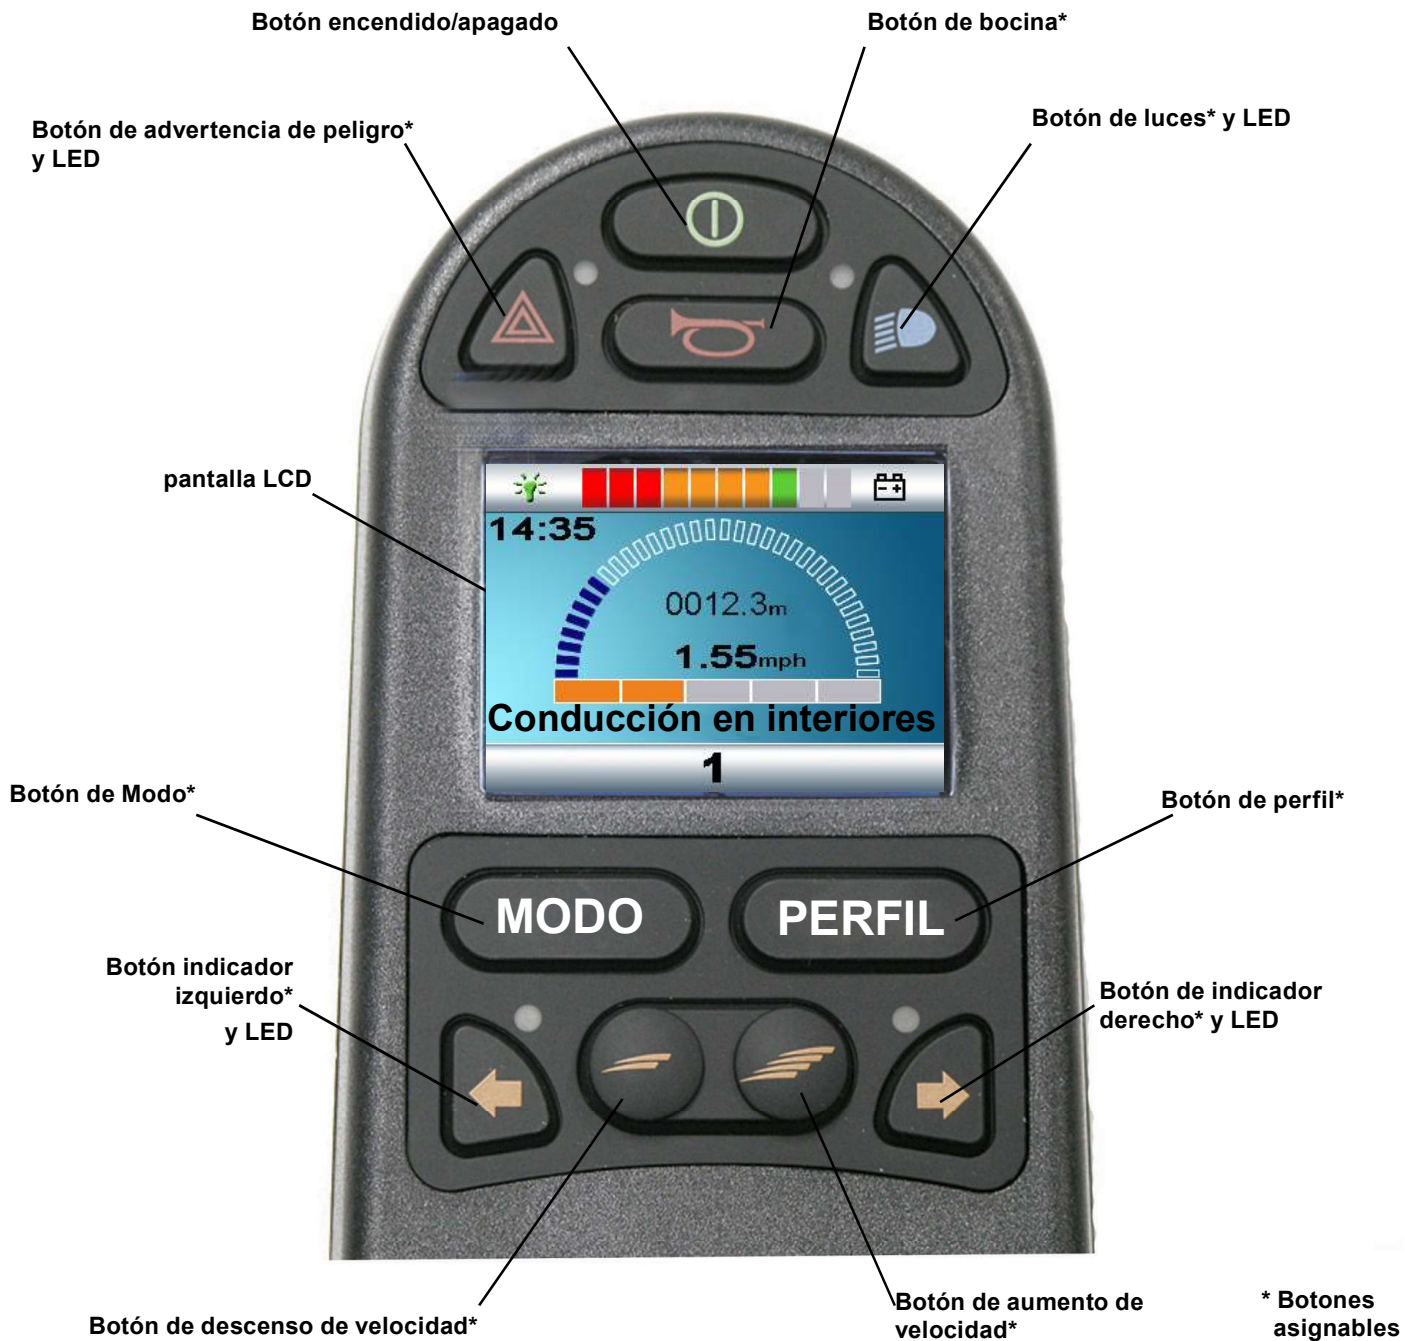 Botón encendido/apagado
Botón de bocina*
Botón de luces* y LED
Botón de advertencia de peligro*
y LED
pantalla LCD
14:35
0012.3m
1.55mph
Conducción en interiores
1
Botón de Modo*
Botón de perfil*
MODO
PERFIL
Botón indicador
izquierdo*
y LED
Botón de indicador
derecho* y LED
Botón de descenso de velocidad*
Botón de aumento de
velocidad*
* Botones
asignables